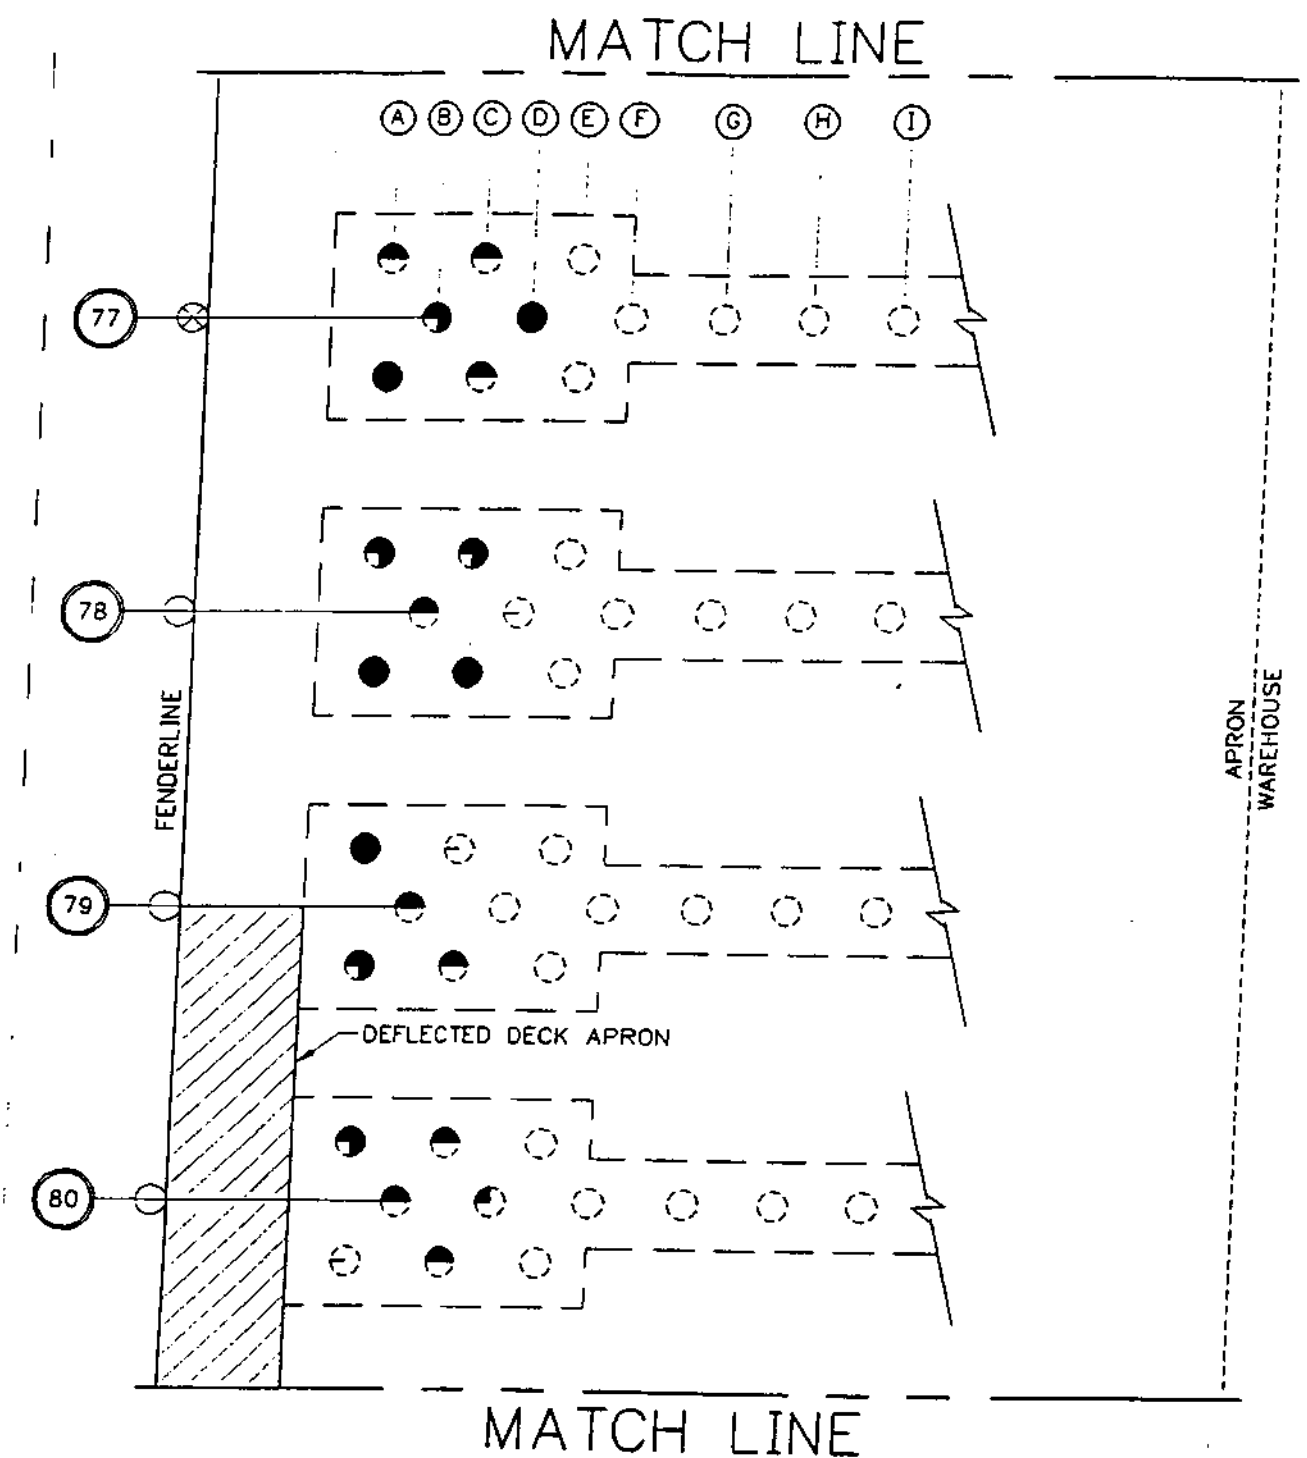 MATCH LINE
A B C D E F G H I
77
78
FENDERLINE
APRON
WAREHOUSE
79
DEFLECTED DECK APRON
80
MATCH LINE